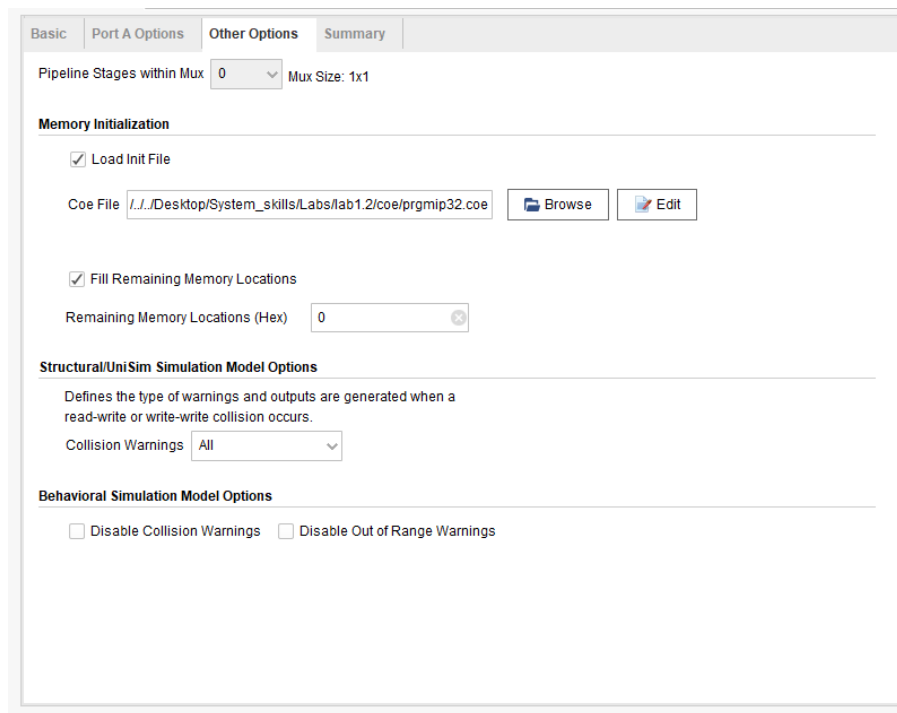 Basic Port A Options Other Options Summary
Pipeline Stages within Mux 0 Mux Size: 1x1
Memory Initialization
Load Init File
Coe File /../../Desktop/System_skills/Labs/lab1.2/coe/prgmip32.coe Browse Edit
Fill Remaining Memory Locations
Remaining Memory Locations (Hex) 0
Structural/UniSim Simulation Model Options
Defines the type of warnings and outputs are generated when a
read-write or write-write collision occurs.
Collision Warnings All
Behavioral Simulation Model Options
Disable Collision Warnings Disable Out of Range Warnings